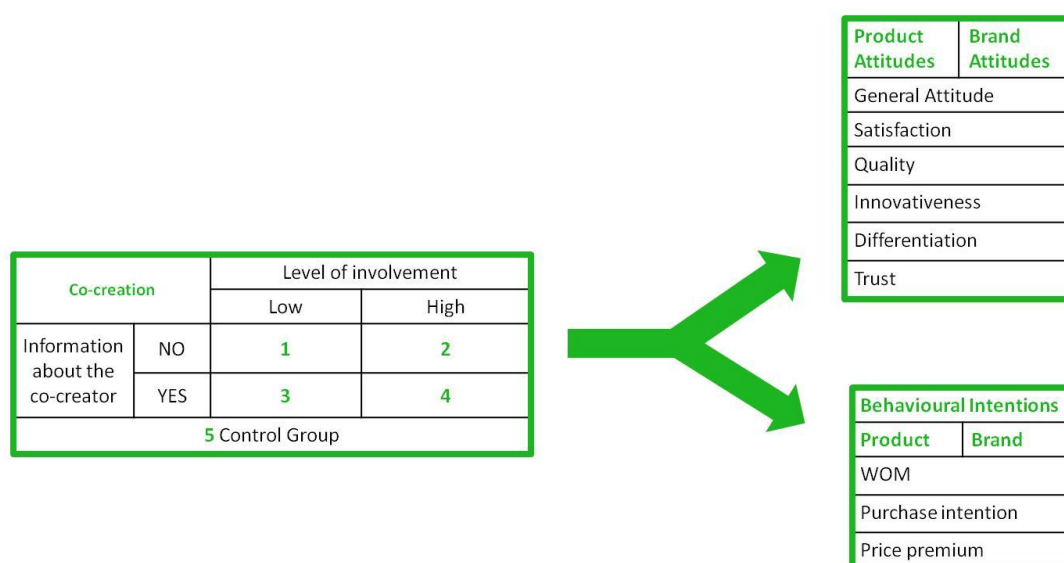 Product Attitudes
Brand Attitudes
General Attitude
Satisfaction
Quality
Innovativeness
Differentiation
Trust
Co-creation
Level of involvement
Low
High
Information
about the
co-creator
NO
1
2
YES
3
4
5 Control Group
Behavioural Intentions
Product
Brand
WOM
Purchase intention
Price premium